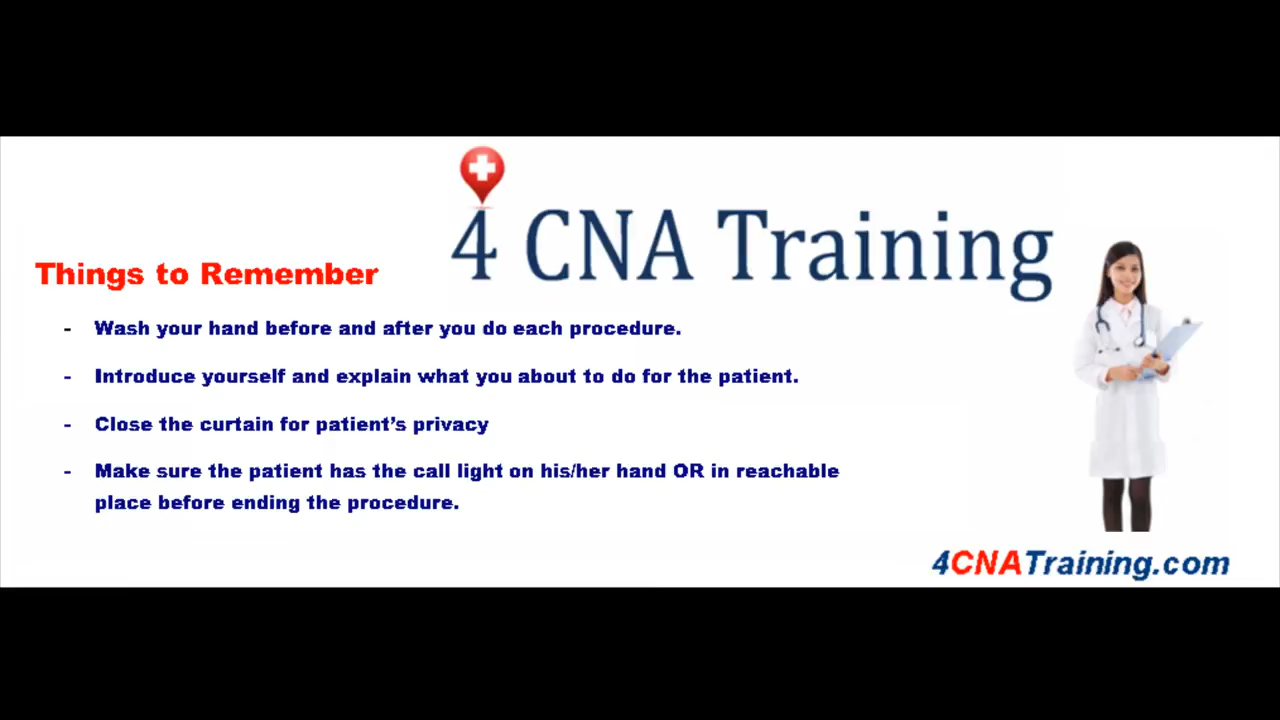 4 CNA Training
Things to Remember
- Wash your hand before and after you do each procedure.
- Introduce yourself and explain what you about to do for the patient.
- Close the curtain for patient’s privacy
- Make sure the patient has the call light on his/her hand OR in reachable
place before ending the procedure.
4CNATraining.com